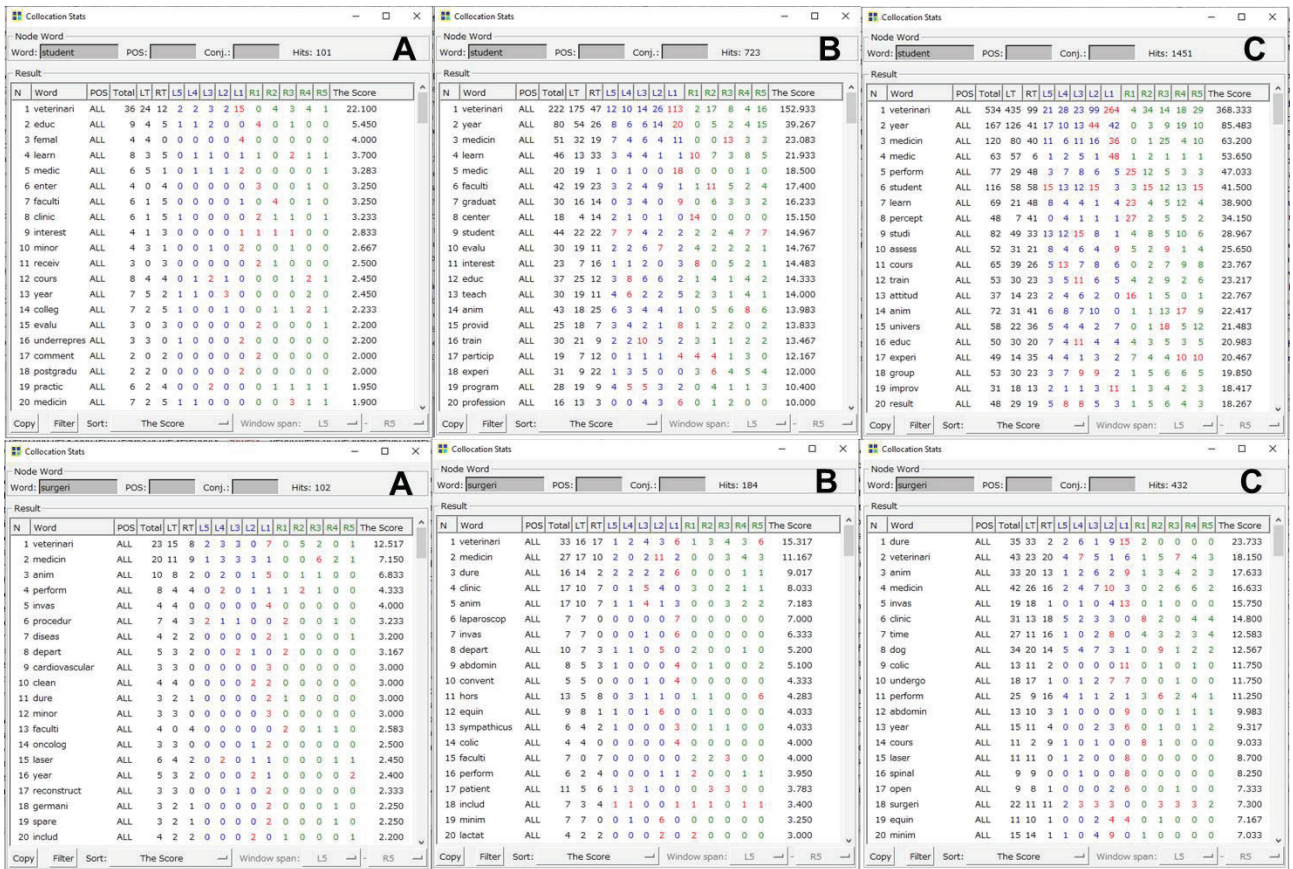 Collocation Stats
Node Word
Word: student POS: Conj.: Hits: 101 A
Result
N Word POS Total LT RT L5 L4 L3 L2 L1 R1 R2 R3 R4 R5 The Score
1 veterinari ALL 36 24 12 2 2 3 2 15 0 4 3 4 1 22.100
2 educ ALL 9 4 5 1 1 2 0 0 4 0 1 0 0 5.450
3 femal ALL 4 4 0 0 0 0 0 4 0 0 0 0 0 4.000
4 learn ALL 8 3 5 0 1 1 0 1 1 0 2 1 1 3.700
5 medic ALL 6 5 1 0 1 1 1 2 0 0 0 0 1 3.283
6 enter ALL 4 0 4 0 0 0 0 0 3 0 0 1 0 3.250
7 faculti ALL 6 1 5 0 0 0 0 1 0 4 0 1 0 3.250
8 clinic ALL 6 1 5 1 0 0 0 0 2 1 1 0 1 3.233
9 interest ALL 4 1 3 0 0 0 0 1 1 1 1 0 0 2.833
10 minor ALL 4 3 1 0 0 1 0 2 0 0 0 0 1 2.667
11 receiv ALL 3 0 3 0 0 0 0 0 2 1 0 0 0 2.500
12 cours ALL 8 4 4 0 1 2 1 0 0 0 1 2 1 2.450
13 year ALL 7 5 2 1 1 0 3 0 0 0 0 2 0 2.450
14 colleg ALL 7 2 5 1 0 0 1 0 0 1 1 2 1 2.233
15 evalu ALL 3 0 3 0 0 0 0 0 2 0 0 0 1 2.200
16 underrepres ALL 3 3 0 1 0 0 0 2 0 0 0 0 0 2.200
17 comment ALL 2 0 2 0 0 0 0 0 2 0 0 0 0 2.000
18 postgradu ALL 2 2 0 0 0 0 0 2 0 0 0 0 0 2.000
19 practic ALL 6 2 4 0 0 2 0 0 0 1 1 1 1 1.950
20 medicin ALL 7 2 5 1 1 0 0 0 0 0 3 1 1 1.900
Copy Filter Sort: The Score Window span: L5 - R5
Collocation Stats
Node Word
Word: student POS: Conj.: Hits: 723 B
Result
N Word POS Total LT RT L5 L4 L3 L2 L1 R1 R2 R3 R4 R5 The Score
1 veterinari ALL 222 175 47 12 10 14 26 113 2 17 8 4 16 152.933
2 year ALL 80 54 26 8 6 6 14 20 0 5 2 4 15 39.267
3 medicin ALL 51 32 19 7 4 6 4 11 0 0 13 3 3 23.083
4 learn ALL 46 13 33 3 4 4 1 1 10 7 3 8 5 21.933
5 medic ALL 20 19 1 0 1 0 0 18 0 0 0 1 0 18.500
6 faculti ALL 42 19 23 3 2 4 9 1 1 11 5 2 4 17.400
7 graduat ALL 30 16 14 0 3 4 0 9 0 6 3 3 2 16.233
8 center ALL 18 4 14 2 1 0 1 0 14 0 0 0 0 15.150
9 student ALL 44 22 22 7 7 4 2 2 2 2 4 7 7 14.967
10 evalu ALL 30 19 11 2 2 6 7 2 4 2 2 1 2 14.767
11 interest ALL 23 7 16 1 1 2 0 3 8 0 5 2 1 14.483
12 educ ALL 37 25 12 3 8 6 6 2 1 4 1 4 2 14.333
13 teach ALL 30 19 11 4 6 2 2 5 2 3 1 4 1 14.000
14 anim ALL 43 18 25 6 3 4 4 1 0 5 6 8 6 13.983
15 provid ALL 25 18 7 3 4 2 1 8 1 2 2 0 2 13.833
16 train ALL 30 21 9 2 2 10 5 2 3 1 1 2 2 13.467
17 particip ALL 19 7 12 0 1 1 1 4 4 4 1 3 0 12.167
18 experi ALL 31 9 22 1 3 5 0 0 3 6 4 5 4 12.000
19 program ALL 28 19 9 4 5 5 3 2 0 4 1 1 3 10.400
20 profession ALL 16 13 3 0 0 4 3 6 0 1 2 0 0 10.000
Copy Filter Sort: The Score Window span: L5 - R5
Collocation Stats
Node Word
Word: student POS: Conj.: Hits: 1451 C
Result
N Word POS Total LT RT L5 L4 L3 L2 L1 R1 R2 R3 R4 R5 The Score
1 veterinari ALL 534 435 99 21 28 23 99 264 4 34 14 18 29 368.333
2 year ALL 167 126 41 17 10 13 44 42 0 3 9 19 10 85.483
3 medicin ALL 120 80 40 11 6 11 16 36 0 1 25 4 10 63.200
4 medic ALL 63 57 6 1 2 5 1 48 1 2 1 1 1 53.650
5 perform ALL 77 29 48 3 7 8 6 5 25 12 5 3 3 47.033
6 student ALL 116 58 58 15 13 12 15 3 3 15 12 13 15 41.500
7 learn ALL 69 21 48 8 4 4 1 4 23 4 5 12 4 38.900
8 percept ALL 48 7 41 0 4 1 1 1 27 2 5 5 2 34.150
9 studi ALL 82 49 33 13 12 15 8 1 4 8 5 10 6 28.967
10 assess ALL 52 31 21 8 4 6 4 9 5 2 9 1 4 25.650
11 cours ALL 65 39 26 5 13 7 8 6 0 2 7 9 8 23.767
12 train ALL 53 30 23 3 5 11 6 5 4 2 9 2 6 23.217
13 attitud ALL 37 14 23 2 4 6 2 0 16 1 5 0 1 22.767
14 anim ALL 72 31 41 6 8 7 10 0 1 1 13 17 9 22.417
15 univers ALL 58 22 36 5 4 4 2 7 0 1 18 5 12 21.483
16 educ ALL 50 30 20 7 4 11 4 4 3 5 4 3 5 20.983
17 experi ALL 49 14 35 4 4 1 3 2 7 4 4 10 10 20.467
18 group ALL 53 30 23 3 7 9 9 2 1 3 6 6 5 19.850
19 improv ALL 31 18 13 2 1 1 3 11 1 3 4 2 3 18.417
20 result ALL 48 29 19 5 8 8 5 3 1 5 6 4 3 18.267
Copy Filter Sort: The Score Window span: L5 - R5
Collocation Stats
Node Word
Word: surgeri POS: Conj.: Hits: 102 A
Result
N Word POS Total LT RT L5 L4 L3 L2 L1 R1 R2 R3 R4 R5 The Score
1 veterinari ALL 23 15 8 2 3 3 0 7 0 5 2 0 1 12.517
2 medicin ALL 20 11 9 1 3 3 3 1 0 0 6 2 1 7.150
3 anim ALL 10 8 2 0 2 0 1 5 0 1 1 0 0 6.833
4 perform ALL 8 4 4 0 2 0 1 1 1 2 1 0 0 4.333
5 invas ALL 4 4 0 0 0 0 0 4 0 0 0 0 0 4.000
6 procedur ALL 7 4 3 2 1 1 0 0 2 0 0 1 0 3.233
7 diseas ALL 4 2 2 0 0 0 0 2 1 0 0 0 1 3.200
8 depart ALL 5 3 2 0 0 2 1 0 2 0 0 0 0 3.167
9 cardiovascular ALL 3 3 0 0 0 0 0 3 0 0 0 0 0 3.000
10 clean ALL 4 4 0 0 0 0 2 2 0 0 0 0 0 3.000
11 dure ALL 3 2 1 0 0 0 0 2 1 0 0 0 0 3.000
12 minor ALL 3 3 0 0 0 0 0 3 0 0 0 0 0 3.000
13 faculti ALL 4 0 4 0 0 0 0 0 2 0 1 1 0 2.583
14 oncolog ALL 3 3 0 0 0 0 1 2 0 0 0 0 0 2.500
15 laser ALL 6 4 2 0 2 0 1 1 0 0 0 1 1 2.450
16 year ALL 5 3 2 0 0 0 2 1 0 0 0 0 2 2.400
17 reconstruct ALL 3 3 0 0 0 1 0 2 0 0 0 0 0 2.333
18 germani ALL 3 2 1 0 0 0 0 2 0 0 0 1 0 2.250
19 spare ALL 3 2 1 0 0 0 0 2 0 0 0 1 0 2.250
20 includ ALL 4 2 2 0 0 0 2 0 1 0 0 0 1 2.200
Copy Filter Sort: The Score Window span: L5 - R5
Collocation Stats
Node Word
Word: surgeri POS: Conj.: Hits: 184 B
Result
N Word POS Total LT RT L5 L4 L3 L2 L1 R1 R2 R3 R4 R5 The Score
1 veterinari ALL 33 16 17 1 2 4 3 6 1 3 4 3 6 15.317
2 medicin ALL 27 17 10 2 0 2 11 2 0 0 3 4 3 11.167
3 dure ALL 16 14 2 2 2 2 2 6 0 0 0 1 1 9.017
4 clinic ALL 17 10 7 0 1 5 4 0 3 0 2 1 1 8.033
5 anim ALL 17 10 7 1 1 4 1 3 0 0 3 2 2 7.183
6 laparoscop ALL 7 7 0 0 0 0 0 7 0 0 0 0 0 7.000
7 invas ALL 7 7 0 0 0 1 0 6 0 0 0 0 0 6.333
8 depart ALL 10 7 3 1 1 0 5 0 2 0 0 1 0 5.200
9 abdomin ALL 8 5 3 1 0 0 0 4 0 1 0 0 2 5.100
10 convent ALL 5 5 0 0 1 0 0 4 0 0 0 0 0 4.333
11 hors ALL 13 5 8 0 3 1 1 0 1 1 0 0 6 4.283
12 equin ALL 9 8 1 1 0 1 6 0 0 1 0 0 0 4.033
13 sympathicus ALL 6 4 2 1 0 0 0 3 0 1 0 1 0 4.033
14 colic ALL 4 4 0 0 0 0 0 4 0 0 0 0 0 4.000
15 faculti ALL 7 0 7 0 0 0 0 0 2 2 3 0 0 4.000
16 perform ALL 6 2 4 0 0 0 1 1 2 0 0 1 1 3.950
17 patient ALL 11 5 6 1 3 1 0 0 0 3 3 0 0 3.783
18 includ ALL 7 3 4 1 1 0 0 1 1 1 0 1 1 3.400
19 minim ALL 7 7 0 0 1 0 6 0 0 0 0 0 0 3.250
20 lactat ALL 4 2 2 0 0 0 2 0 2 0 0 0 0 3.000
Copy Filter Sort: The Score Window span: L5 - R5
Collocation Stats
Node Word
Word: surgeri POS: Conj.: Hits: 432 C
Result
N Word POS Total LT RT L5 L4 L3 L2 L1 R1 R2 R3 R4 R5 The Score
1 dure ALL 35 33 2 2 6 1 9 15 2 0 0 0 0 23.733
2 veterinari ALL 43 23 20 4 7 5 1 6 1 5 7 4 3 18.150
3 anim ALL 33 20 13 1 2 6 2 9 1 3 4 2 3 17.633
4 medicin ALL 42 26 16 2 4 7 10 3 0 2 6 6 2 16.633
5 invas ALL 19 18 1 0 1 0 4 13 0 1 0 0 0 15.750
6 clinic ALL 31 13 18 5 2 3 3 0 8 2 0 4 4 14.800
7 time ALL 27 11 16 1 0 2 8 0 4 3 2 3 4 12.583
8 dog ALL 34 20 14 5 4 7 3 1 0 9 1 2 2 12.567
9 colic ALL 13 11 2 0 0 0 0 11 0 0 1 0 1 11.750
10 undergo ALL 18 17 1 0 1 2 7 7 0 1 0 0 0 11.750
11 perform ALL 25 9 16 4 1 1 2 1 3 6 2 4 1 11.250
12 abdomin ALL 13 10 3 1 0 0 0 9 0 0 1 1 1 9.983
13 year ALL 15 11 4 0 0 2 3 6 0 1 0 1 2 9.317
14 cours ALL 11 2 9 1 0 1 0 0 8 1 0 0 0 9.033
15 laser ALL 11 11 0 1 2 0 0 8 0 0 0 0 0 8.700
16 spinal ALL 9 9 0 0 1 0 0 8 0 0 0 0 0 8.250
17 open ALL 9 8 1 0 0 0 2 6 0 0 1 0 0 7.333
18 surgeri ALL 22 11 11 2 3 3 3 0 0 3 3 3 2 7.300
19 equin ALL 11 10 1 0 0 2 4 4 0 0 1 0 0 7.167
20 minim ALL 15 14 1 1 0 4 9 0 1 0 0 0 0 7.033
Copy Filter Sort: The Score Window span: L5 - R5